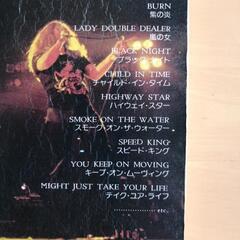 BURN
紫の炎
LADY DOUBLE DEALER
嵐の女
BLACK NIGHT
ブラック・ナイト
CHILD IN TIME
チャイルド・イン・タイム
HIGHWAY STAR
ハイウェイ・スター
SMOKE ON THE WATER
スモーク・オン・ザ・ウォーター
SPEED KING
スピード・キング
YOU KEEP ON MOVING
キープ・オン・ムーヴィング
MIGHT JUST TAKE YOUR LIFE
テイク・ユア・ライフ
.................. etc.